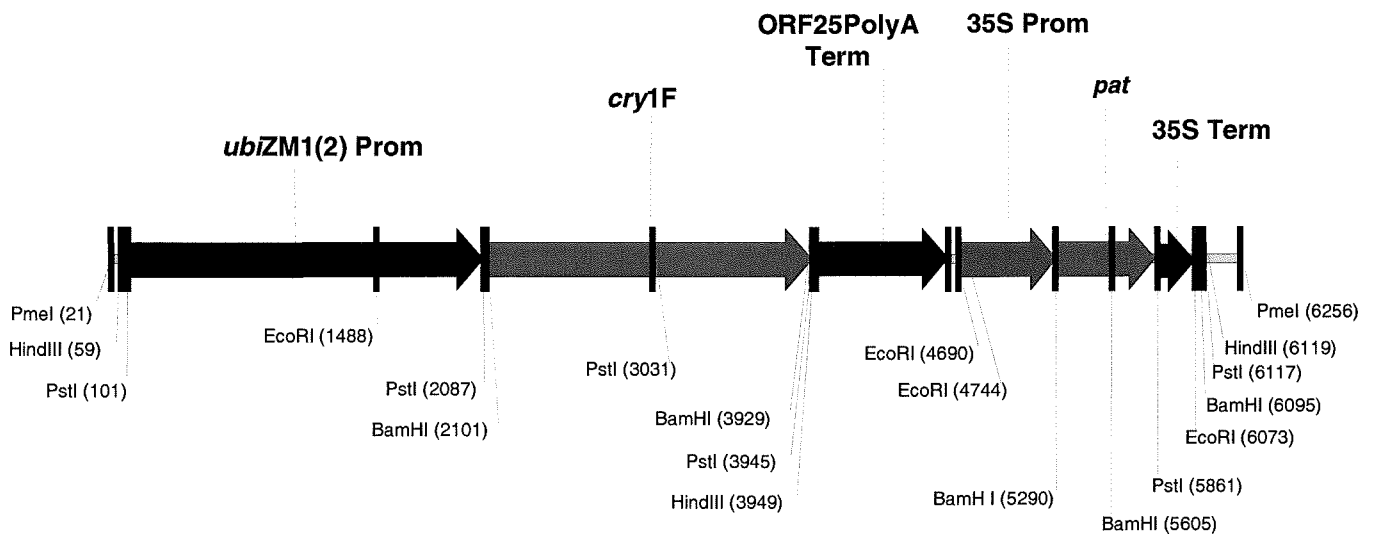 ORF25PolyA
Term
35S Prom
cry1F
pat
ubiZM1(2) Prom
35S Term
PmeI (21)
HindIII (59)
PstI (101)
EcoRI (1488)
PstI (2087)
BamHI (2101)
PstI (3031)
BamHI (3929)
PstI (3945)
HindIII (3949)
EcoRI (4690)
EcoRI (4744)
BamH I (5290)
BamHI (5605)
PstI (5861)
EcoRI (6073)
BamHI (6095)
PstI (6117)
HindIII (6119)
PmeI (6256)